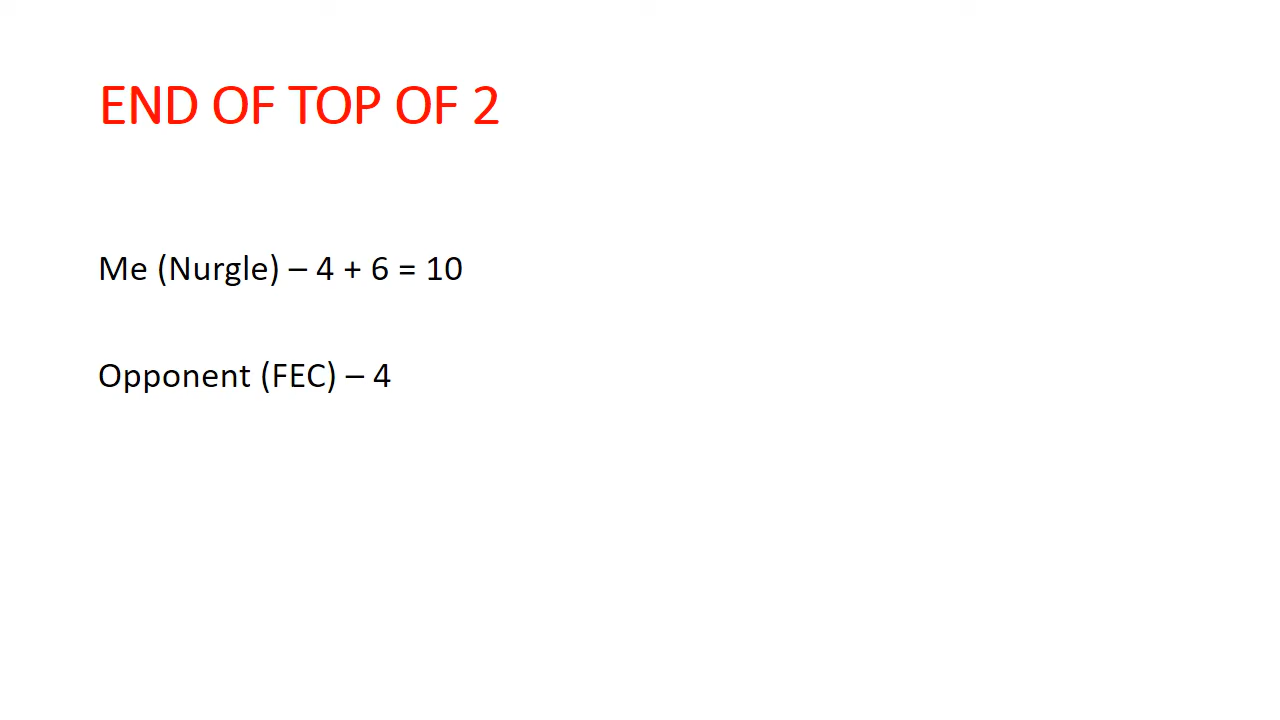 END OF TOP OF 2
Me (Nurgle) – 4 + 6 = 10
Opponent (FEC) – 4